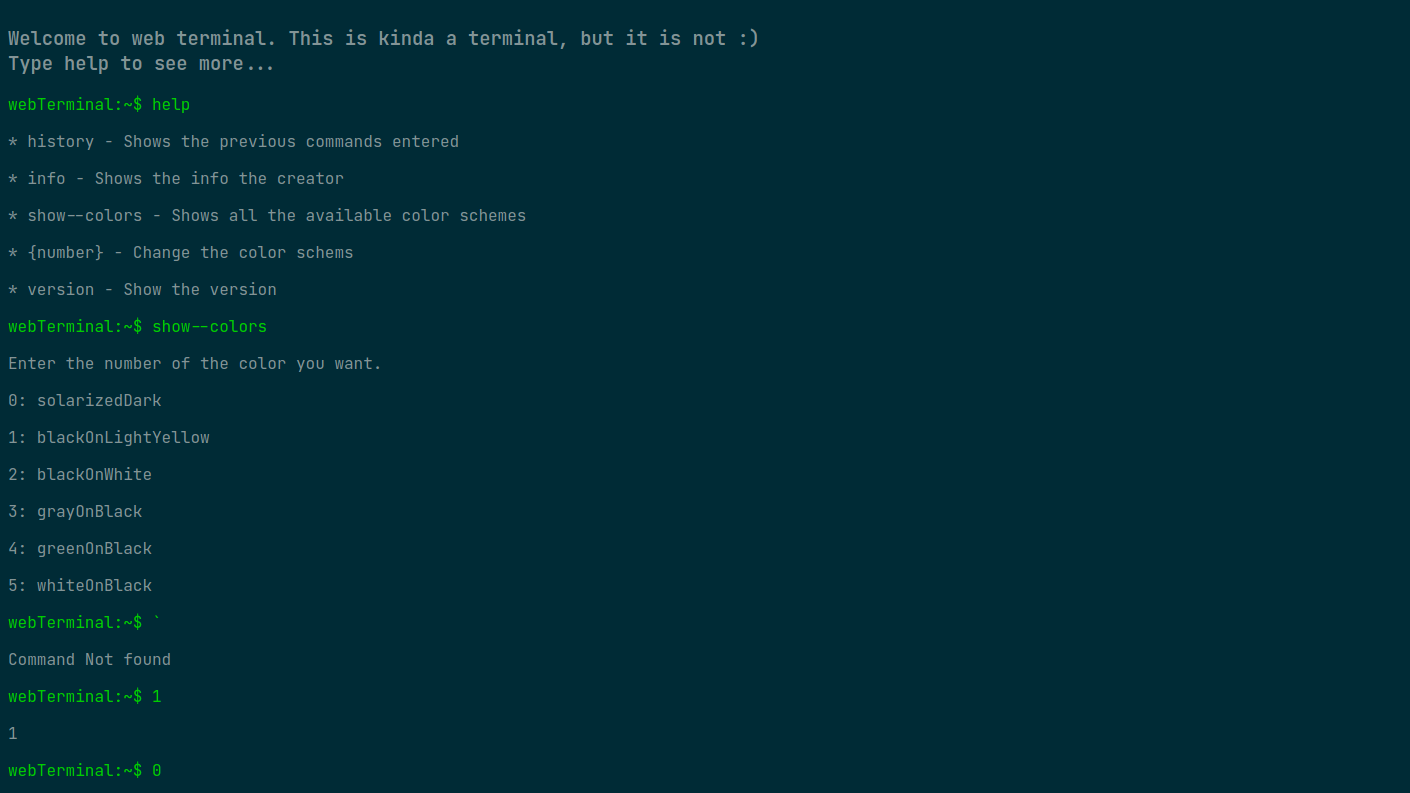 Welcome to web terminal. This is kinda a terminal, but it is not :)
Type help to see more...
webTerminal:~$ help
* history - Shows the previous commands entered
* info - Shows the info the creator
* show--colors - Shows all the available color schemes
* {number} - Change the color schems
* version - Show the version
webTerminal:~$ show--colors
Enter the number of the color you want.
0: solarizedDark
1: blackOnLightYellow
2: blackOnWhite
3: grayOnBlack
4: greenOnBlack
5: whiteOnBlack
webTerminal:~$ `
Command Not found
webTerminal:~$ 1
1
webTerminal:~$ 0